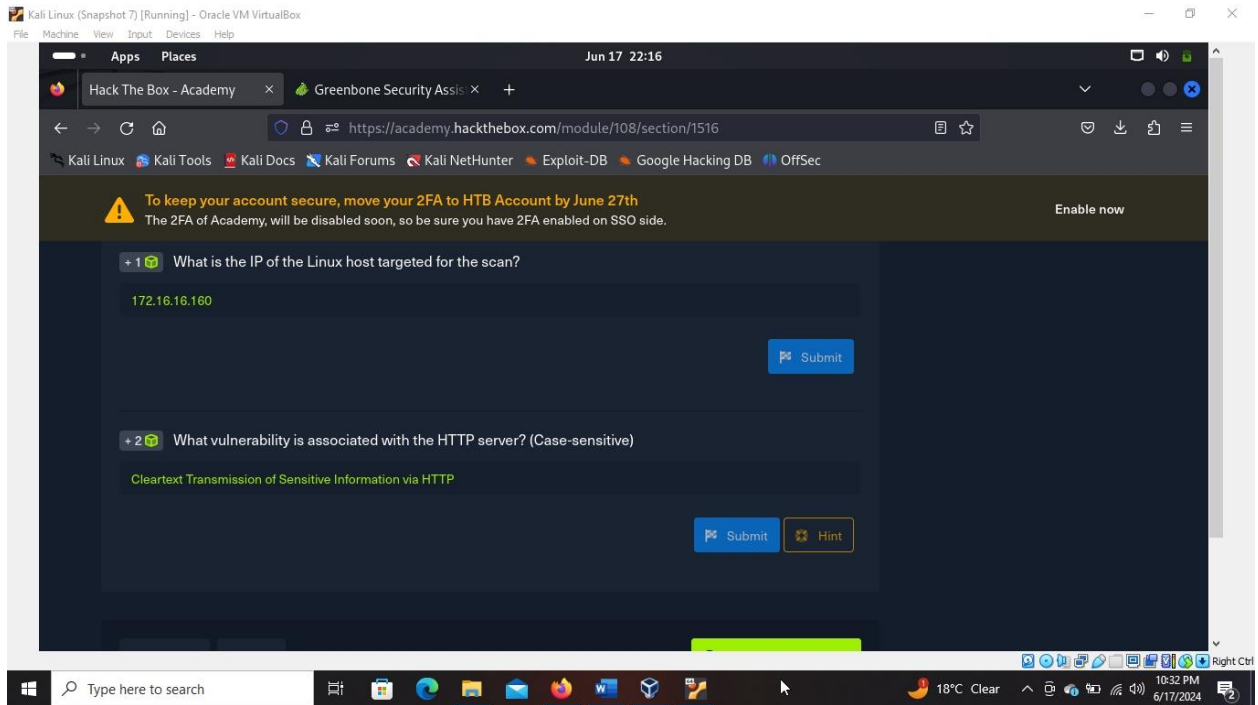 Kali Linux (Snapshot 7) [Running] - Oracle VM VirtualBox
File Machine View Input Devices Help
Apps Places Jun 17 22:16
Hack The Box - Academy × Greenbone Security Assis × +
https://academy.hackthebox.com/module/108/section/1516
Kali Linux Kali Tools Kali Docs Kali Forums Kali NetHunter Exploit-DB Google Hacking DB OffSec
To keep your account secure, move your 2FA to HTB Account by June 27th
The 2FA of Academy, will be disabled soon, so be sure you have 2FA enabled on SSO side.
Enable now
+ 1 What is the IP of the Linux host targeted for the scan?
172.16.16.160
Submit
+ 2 What vulnerability is associated with the HTTP server? (Case-sensitive)
Cleartext Transmission of Sensitive Information via HTTP
Submit Hint
Right Ctrl
Type here to search
18°C Clear
10:32 PM
6/17/2024
2